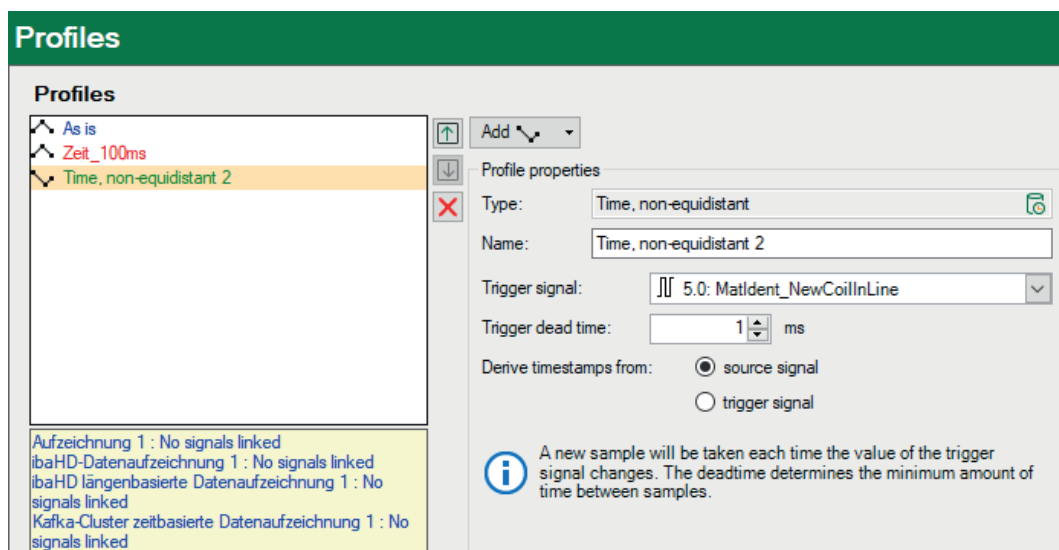 Profiles
Profiles
As is
Zeit_100ms
Time, non-equidistant 2
Aufzeichnung 1 : No signals linked
ibaHD-Datenaufzeichnung 1 : No signals linked
ibaHD längenbasierte Datenaufzeichnung 1 : No
signals linked
Kafka-Cluster zeitbasierte Datenaufzeichnung 1 : No
signals linked
Add
Profile properties
Type: Time, non-equidistant
Name: Time, non-equidistant 2
Trigger signal: 5.0: MatIdent_NewCoilInLine
Trigger dead time: 1 ms
Derive timestamps from: source signal
trigger signal
A new sample will be taken each time the value of the trigger
signal changes. The deadtime determines the minimum amount of
time between samples.